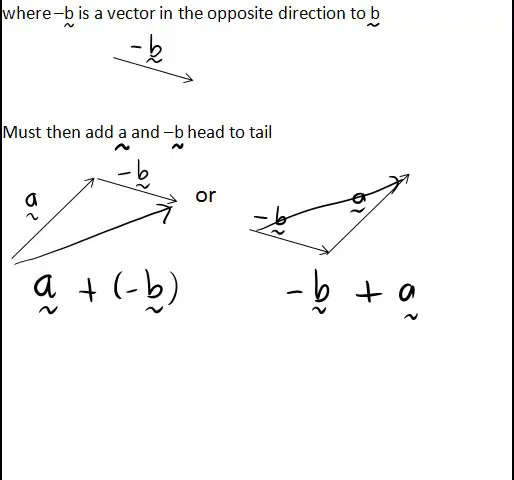 where –b is a vector in the opposite direction to b
-b
Must then add a and –b head to tail
-b
a
or
a
-b
a + (-b)
-b + a